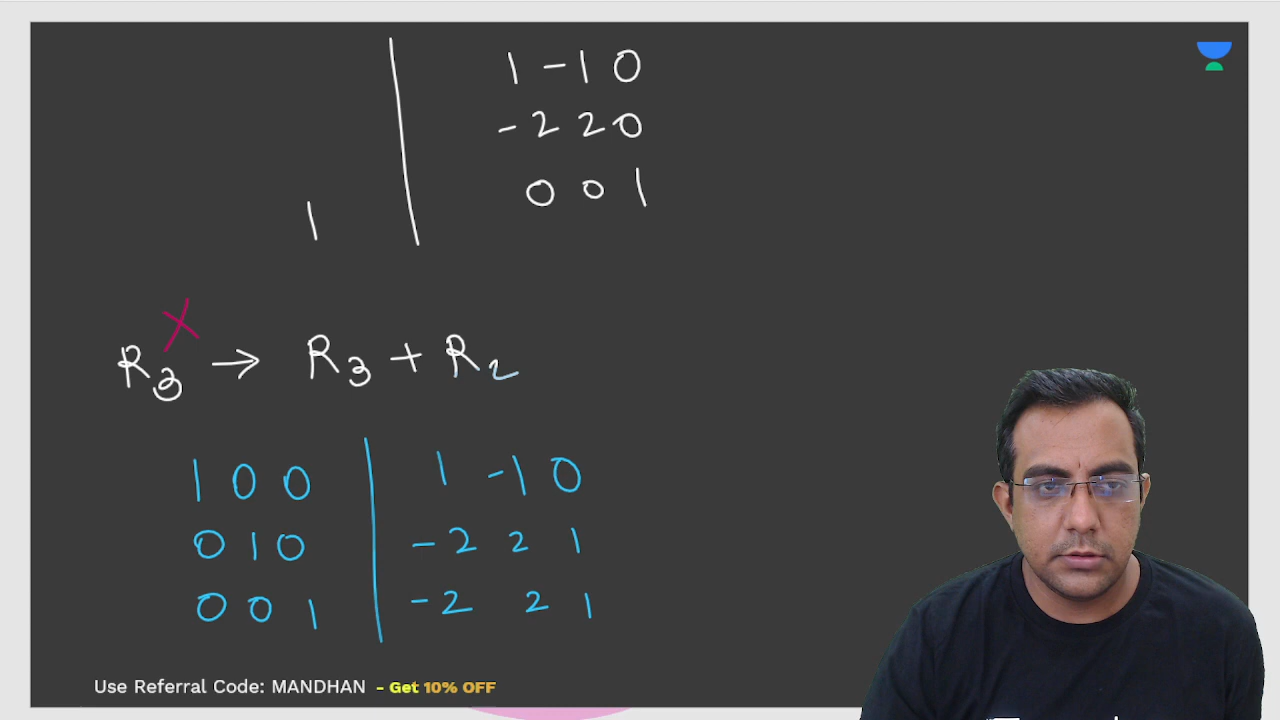 1 -1 0
-2 2 0
0 0 1
1
R3 → R3 + R2
1 0 0 | 1 -1 0
0 1 0 | -2 2 1
0 0 1 | -2 2 1
Use Referral Code: MANDHAN - Get 10% OFF